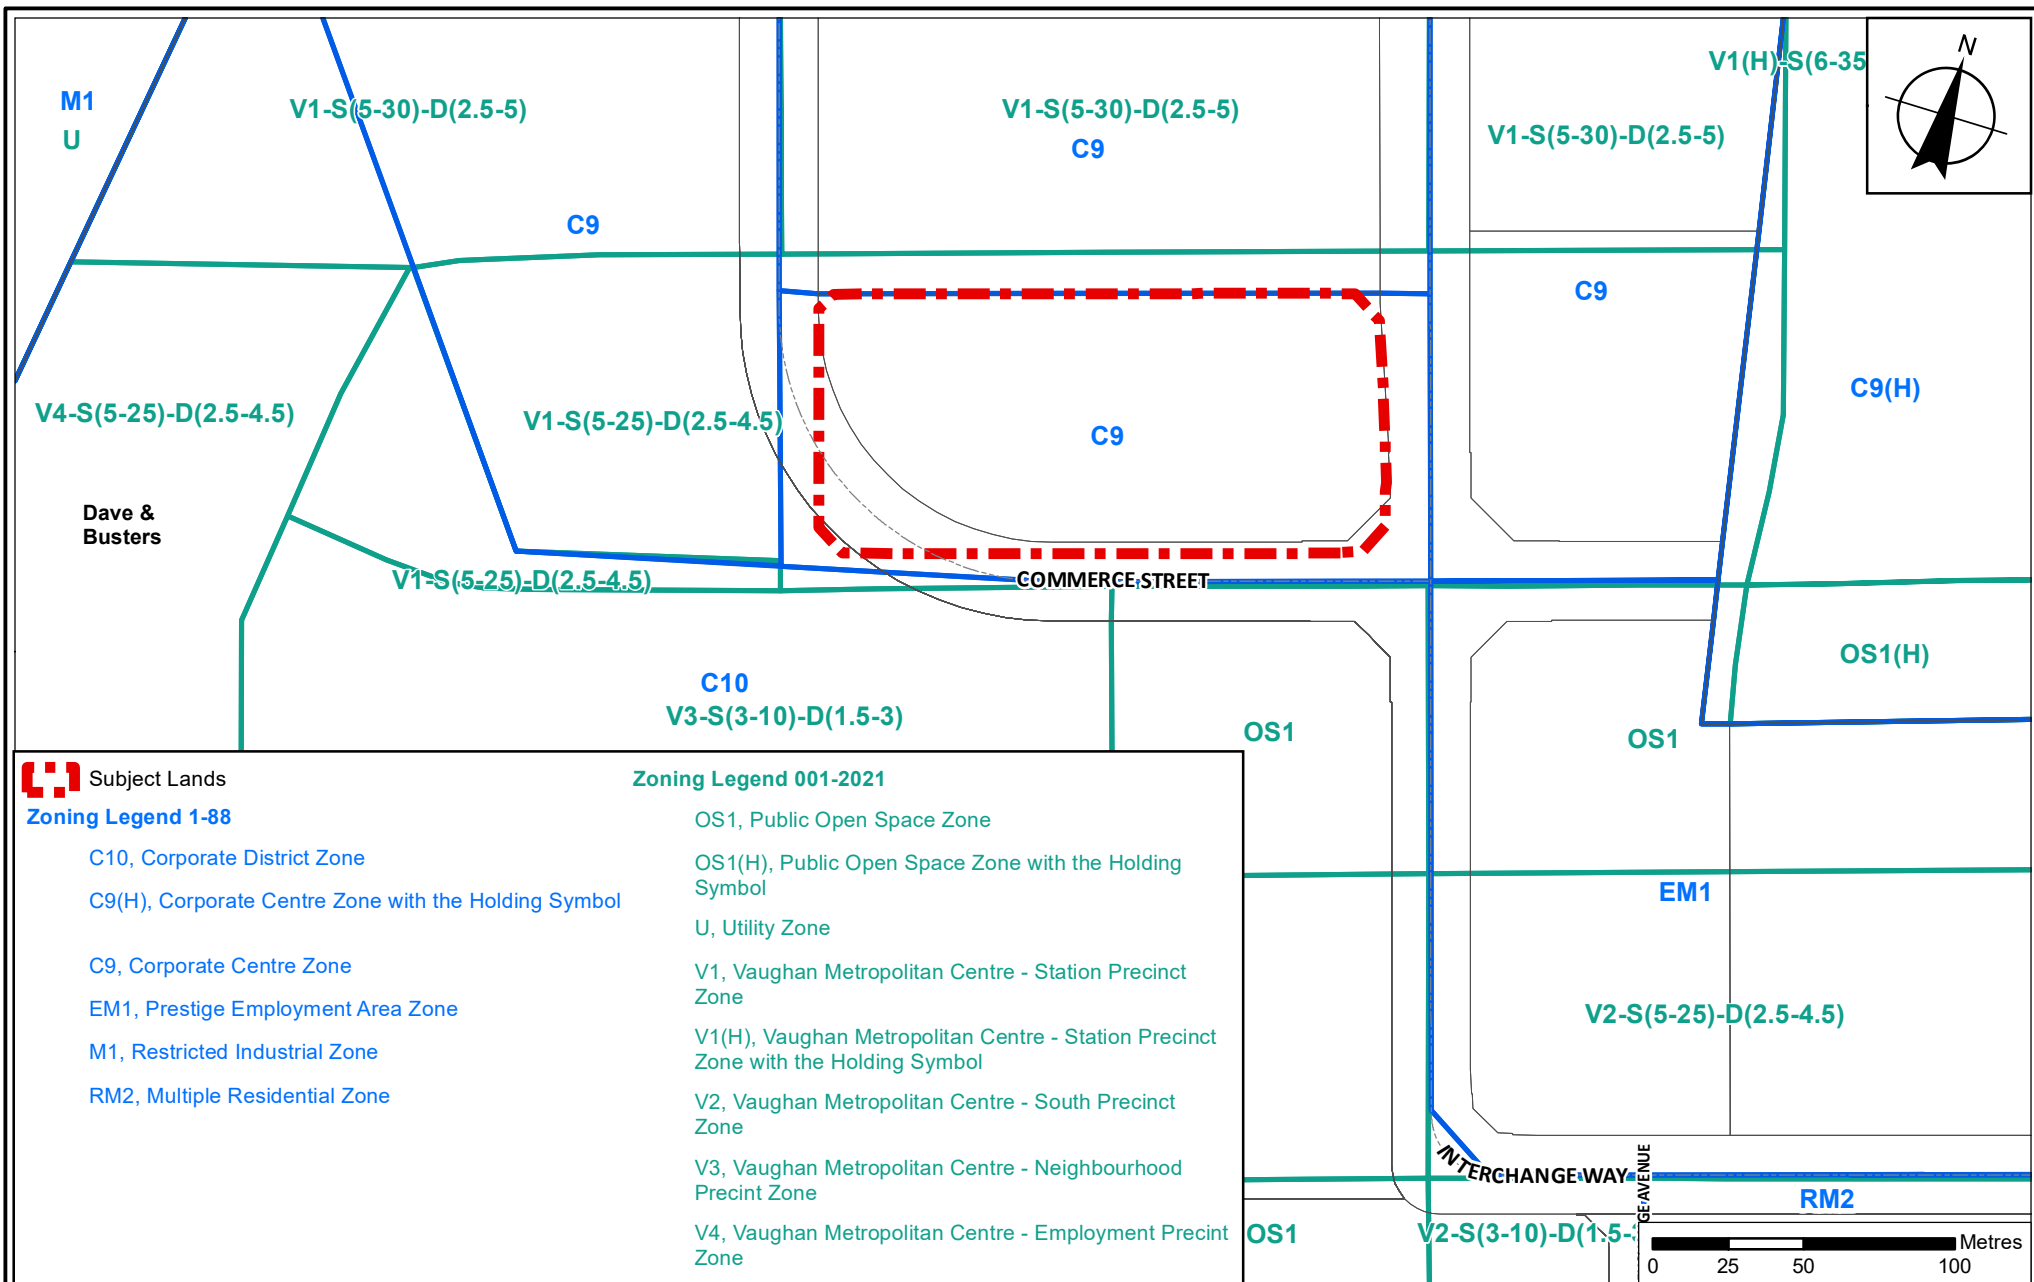 N
V1(H)-S(6-35
M1
U
V1-S(5-30)-D(2.5-5)
V1-S(5-30)-D(2.5-5)
C9
V1-S(5-30)-D(2.5-5)
C9
C9
C9(H)
V4-S(5-25)-D(2.5-4.5)
V1-S(5-25)-D(2.5-4.5)
C9
Dave &
Busters
V1-S(5-25)-D(2.5-4.5)
COMMERCE STREET
OS1(H)
C10
V3-S(3-10)-D(1.5-3)
OS1
OS1
Subject Lands
Zoning Legend 1-88
C10, Corporate District Zone
C9(H), Corporate Centre Zone with the Holding Symbol
C9, Corporate Centre Zone
EM1, Prestige Employment Area Zone
M1, Restricted Industrial Zone
RM2, Multiple Residential Zone
Zoning Legend 001-2021
OS1, Public Open Space Zone
OS1(H), Public Open Space Zone with the Holding
Symbol
U, Utility Zone
V1, Vaughan Metropolitan Centre - Station Precinct
Zone
V1(H), Vaughan Metropolitan Centre - Station Precinct
Zone with the Holding Symbol
V2, Vaughan Metropolitan Centre - South Precinct
Zone
V3, Vaughan Metropolitan Centre - Neighbourhood
Precint Zone
V4, Vaughan Metropolitan Centre - Employment Precint
Zone
EM1
V2-S(5-25)-D(2.5-4.5)
INTERCHANGE WAY
GE AVENUE
RM2
OS1
V2-S(3-10)-D(1.5-
Metres
0 25 50 100